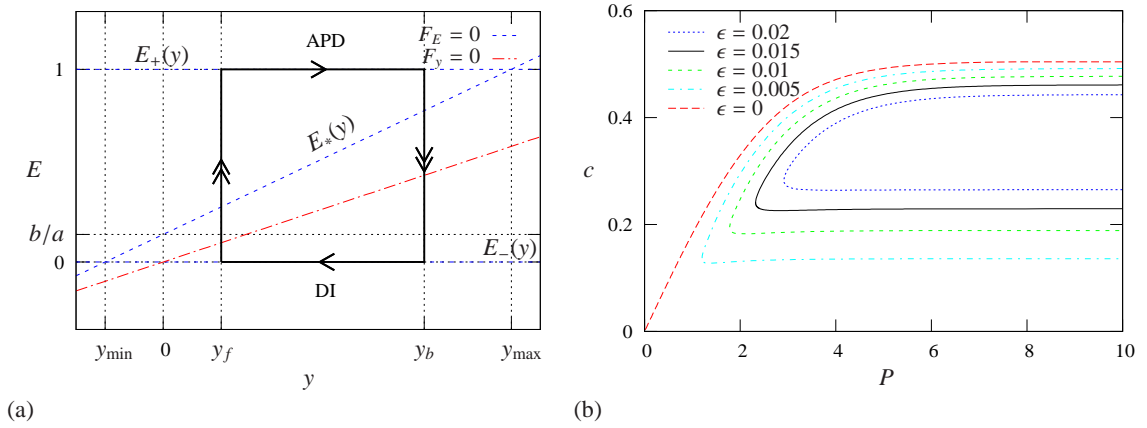 APD
F_E = 0
F_y = 0
E_+(y)
1
E_*(y)
E
b/a
E_−(y)
0
DI
y_min 0 y_f y_b y_max
y
(a)
ϵ = 0.02
ϵ = 0.015
ϵ = 0.01
ϵ = 0.005
ϵ = 0
0.6
0.4
c
0.2
0
0 2 4 6 8 10
P
(b)